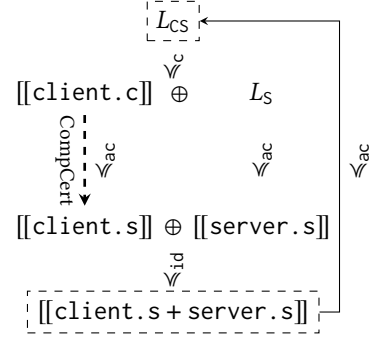 L_CS
≼_c
[[client.c]] ⊕ L_S
CompCert ≼_ac ≼_ac ≼_ac
[[client.s]] ⊕ [[server.s]]
≼_id
[[client.s + server.s]]